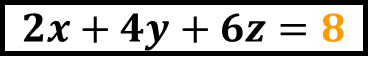 2x + 4y + 6z = 8